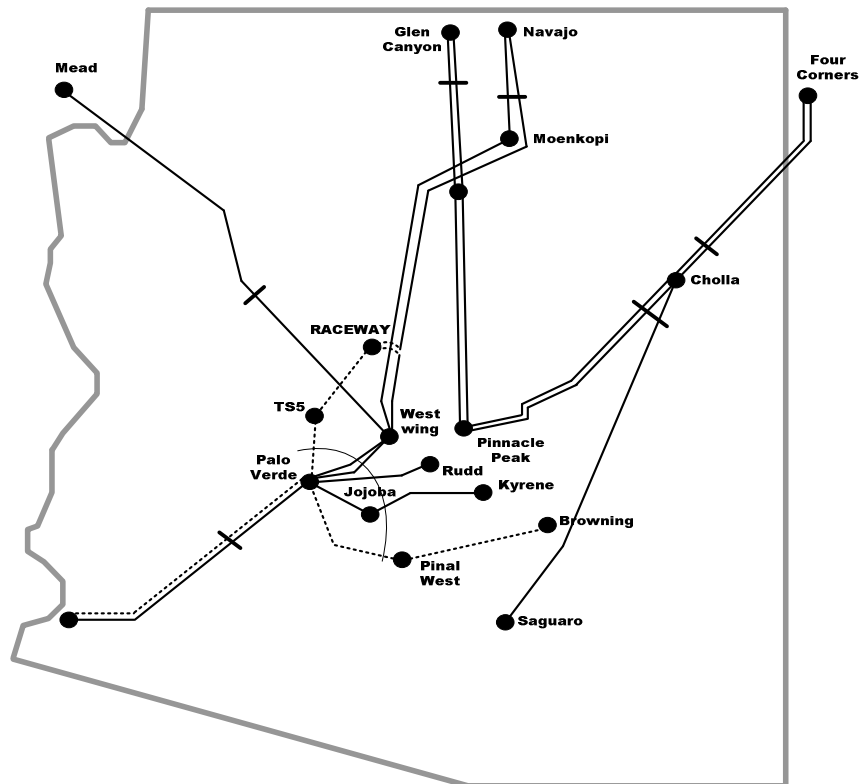 Glen
Canyon
Navajo
Mead
Four
Corners
Moenkopi
Cholla
RACEWAY
TS5
West
wing
Pinnacle
Peak
Palo
Verde
Rudd
Jojoba
Kyrene
Browning
Pinal
West
Saguaro